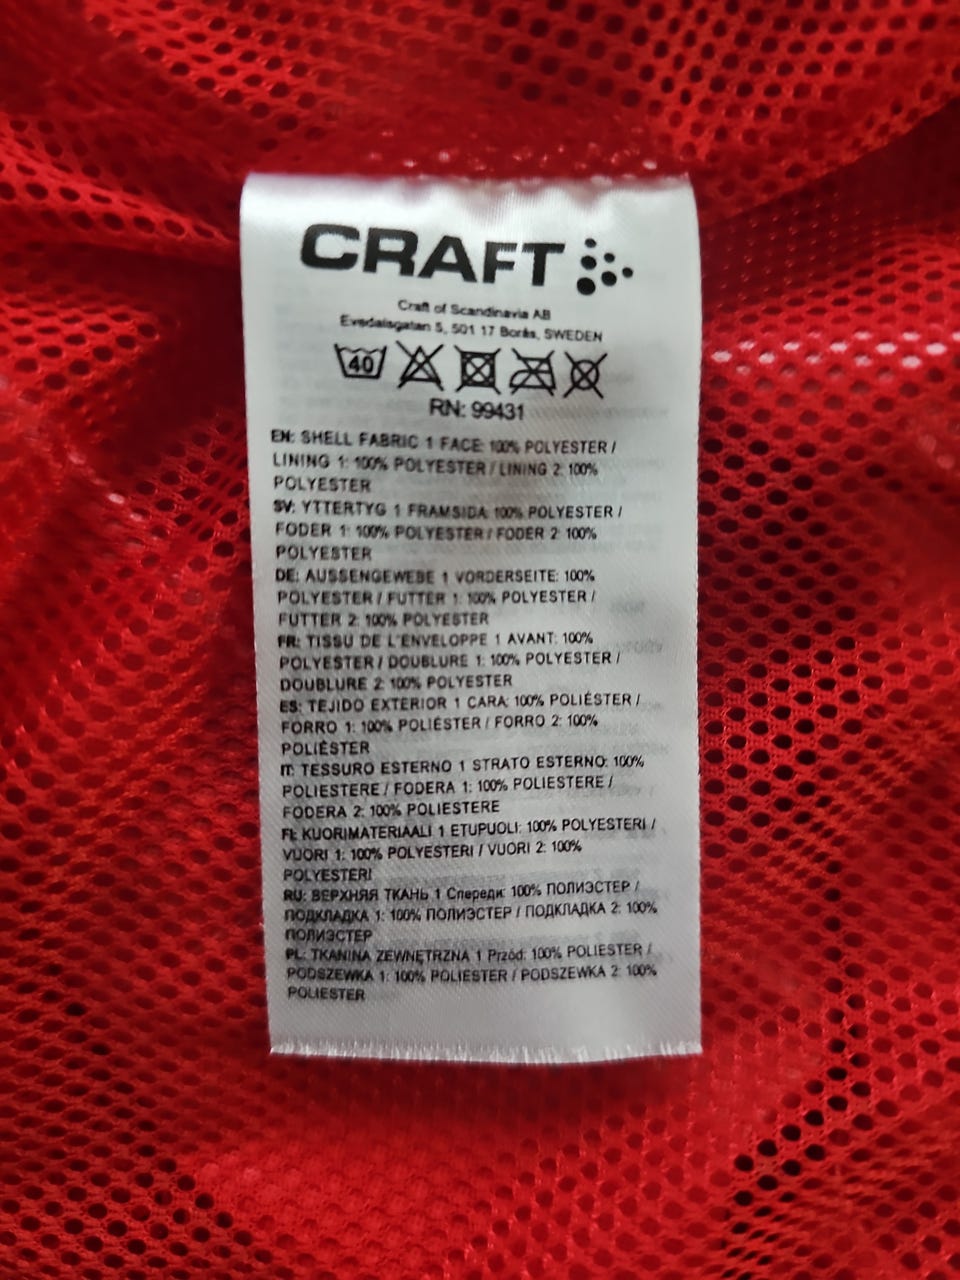 CRAFT
Craft of Scandinavia AB
Evedalsgatan 5, 501 17 Borås, SWEDEN
40
RN: 99431
EN: SHELL FABRIC 1 FACE: 100% POLYESTER /
LINING 1: 100% POLYESTER / LINING 2: 100%
POLYESTER
SV: YTTERTYG 1 FRAMSIDA: 100% POLYESTER /
FODER 1: 100% POLYESTER / FODER 2: 100%
POLYESTER
DE: AUSSENGEWEBE 1 VORDERSEITE: 100%
POLYESTER / FUTTER 1: 100% POLYESTER /
FUTTER 2: 100% POLYESTER
FR: TISSU DE L'ENVELOPPE 1 AVANT: 100%
POLYESTER / DOUBLURE 1: 100% POLYESTER /
DOUBLURE 2: 100% POLYESTER
ES: TEJIDO EXTERIOR 1 CARA: 100% POLIÉSTER /
FORRO 1: 100% POLIÉSTER / FORRO 2: 100%
POLIÉSTER
IT: TESSURO ESTERNO 1 STRATO ESTERNO: 100%
POLIESTERE / FODERA 1: 100% POLIESTERE /
FODERA 2: 100% POLIESTERE
FI: KUORIMATERIAALI 1 ETUPUOLI: 100% POLYESTERI /
VUORI 1: 100% POLYESTERI / VUORI 2: 100%
POLYESTERI
RU: ВЕРХНЯЯ ТКАНЬ 1 Спереди: 100% ПОЛИЭСТЕР /
ПОДКЛАДКА 1: 100% ПОЛИЭСТЕР / ПОДКЛАДКА 2: 100%
ПОЛИЭСТЕР
PL: TKANINA ZEWNĘTRZNA 1 Przód: 100% POLIESTER /
PODSZEWKA 1: 100% POLIESTER / PODSZEWKA 2: 100%
POLIESTER